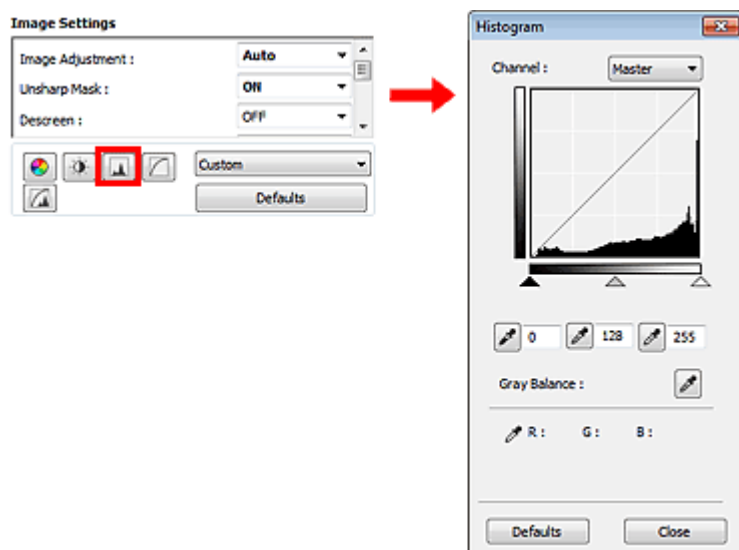 Image Settings
Image Adjustment : Auto
Unsharp Mask : ON
Descreen : OFF
Custom
Defaults
Histogram
Channel : Master
0 128 255
Gray Balance :
R : G : B :
Defaults Close